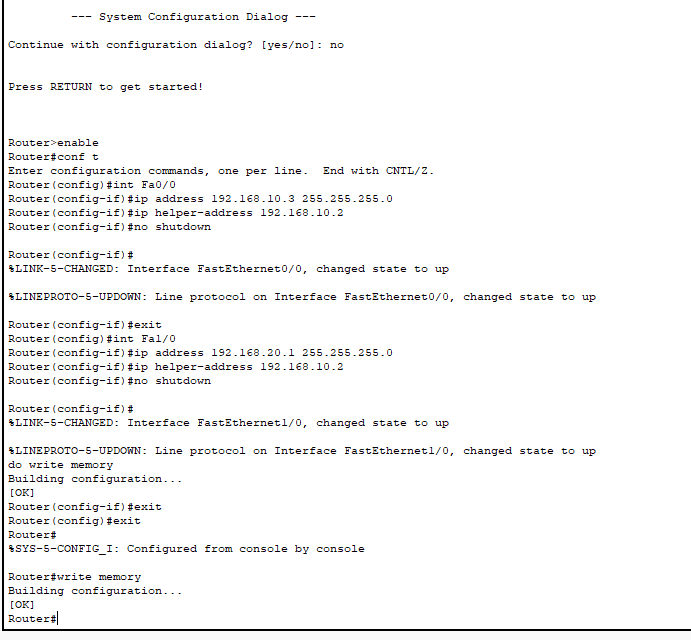 --- System Configuration Dialog ---
Continue with configuration dialog? [yes/no]: no
Press RETURN to get started!
Router>enable
Router#conf t
Enter configuration commands, one per line.  End with CNTL/Z.
Router(config)#int Fa0/0
Router(config-if)#ip address 192.168.10.3 255.255.255.0
Router(config-if)#ip helper-address 192.168.10.2
Router(config-if)#no shutdown
Router(config-if)#
%LINK-5-CHANGED: Interface FastEthernet0/0, changed state to up
%LINEPROTO-5-UPDOWN: Line protocol on Interface FastEthernet0/0, changed state to up
Router(config-if)#exit
Router(config)#int Fa1/0
Router(config-if)#ip address 192.168.20.1 255.255.255.0
Router(config-if)#ip helper-address 192.168.10.2
Router(config-if)#no shutdown
Router(config-if)#
%LINK-5-CHANGED: Interface FastEthernet1/0, changed state to up
%LINEPROTO-5-UPDOWN: Line protocol on Interface FastEthernet1/0, changed state to up
do write memory
Building configuration...
[OK]
Router(config-if)#exit
Router(config)#exit
Router#
%SYS-5-CONFIG_I: Configured from console by console
Router#write memory
Building configuration...
[OK]
Router#